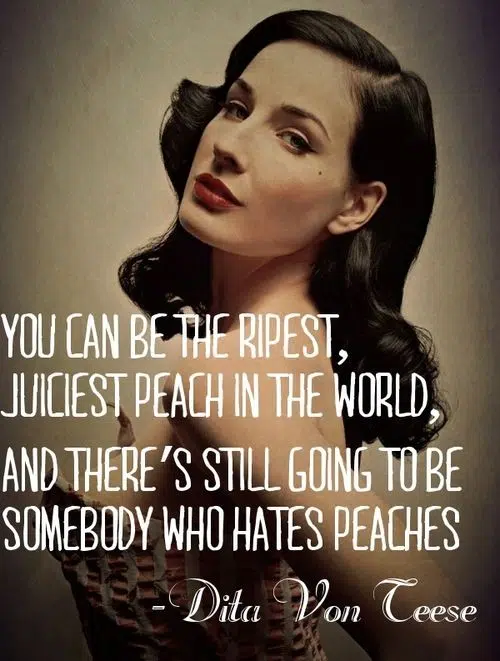 YOU CAN BE THE RIPEST,
JUICIEST PEACH IN THE WORLD,
AND THERE'S STILL GOING TO BE
SOMEBODY WHO HATES PEACHES
-Dita Von Teese